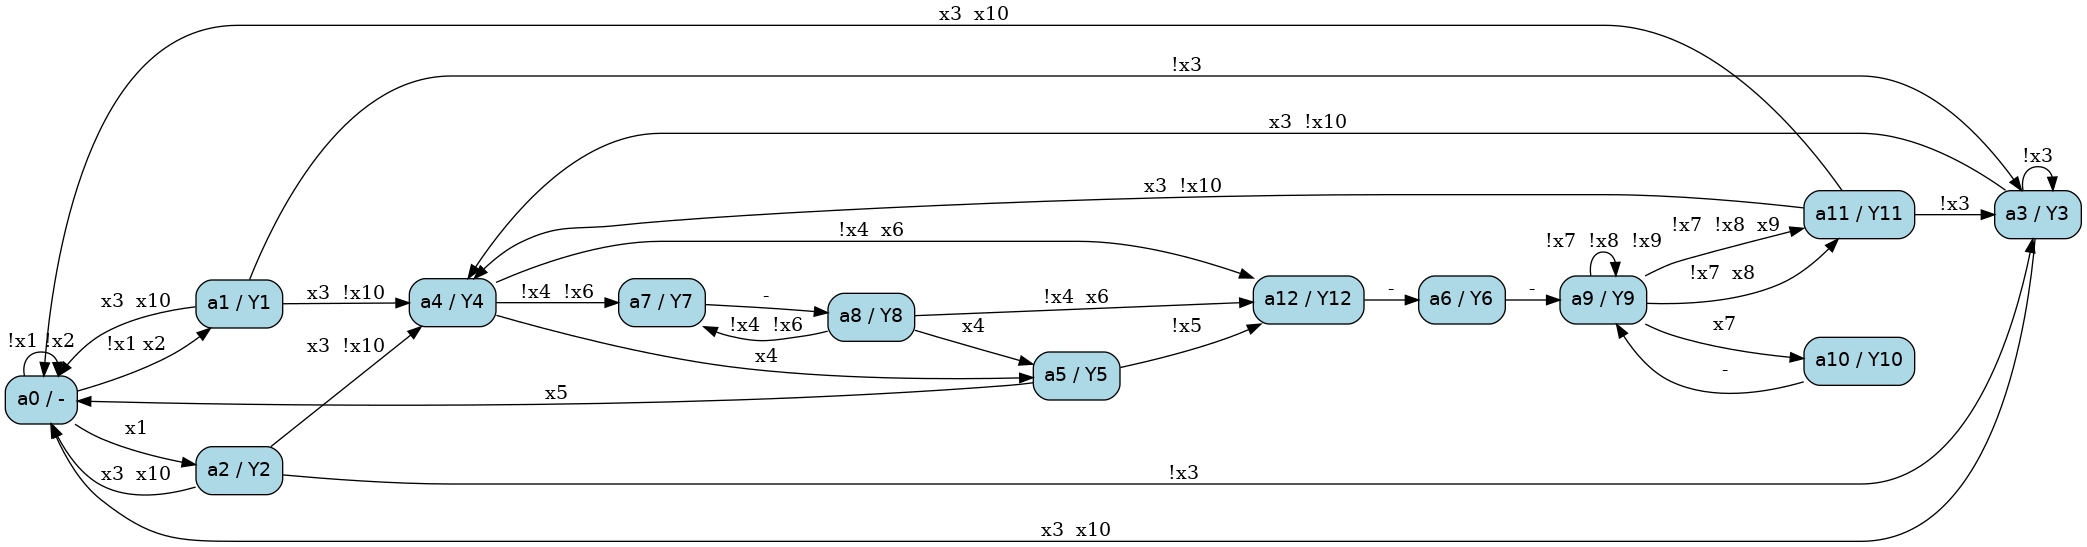 x3 x10
!x3
x3 !x10
!x3
x3 !x10
!x3
a11 / Y11
a3 / Y3
!x7 !x8 x9
!x4 x6
!x7 !x8 !x9
!x7 x8
x3 x10
a1 / Y1
x3 !x10
a4 / Y4
!x4 !x6
a7 / Y7
-
a8 / Y8
!x4 x6
a12 / Y12
-
a6 / Y6
-
a9 / Y9
!x4 !x6
x4
!x5
x7
!x1 !x2
!x1 x2
x3 !x10
x4
a5 / Y5
a10 / Y10
-
a0 / -
x5
x1
a2 / Y2
x3 x10
!x3
x3 x10